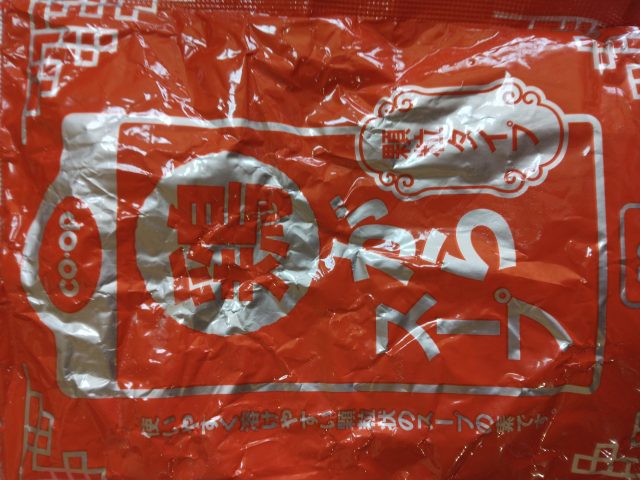 co·op
顆粒タイプ
鶏がら
スープ
使いやすく溶けやすい顆粒状のスープの素です。